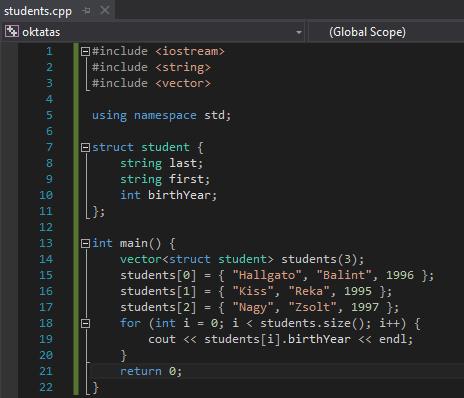 students.cpp
oktatas (Global Scope)
1 #include <iostream>
2 #include <string>
3 #include <vector>
4
5 using namespace std;
6
7 struct student {
8     string last;
9     string first;
10     int birthYear;
11 };
12
13 int main() {
14     vector<struct student> students(3);
15     students[0] = { "Hallgato", "Balint", 1996 };
16     students[1] = { "Kiss", "Reka", 1995 };
17     students[2] = { "Nagy", "Zsolt", 1997 };
18     for (int i = 0; i < students.size(); i++) {
19         cout << students[i].birthYear << endl;
20     }
21     return 0;
22 }